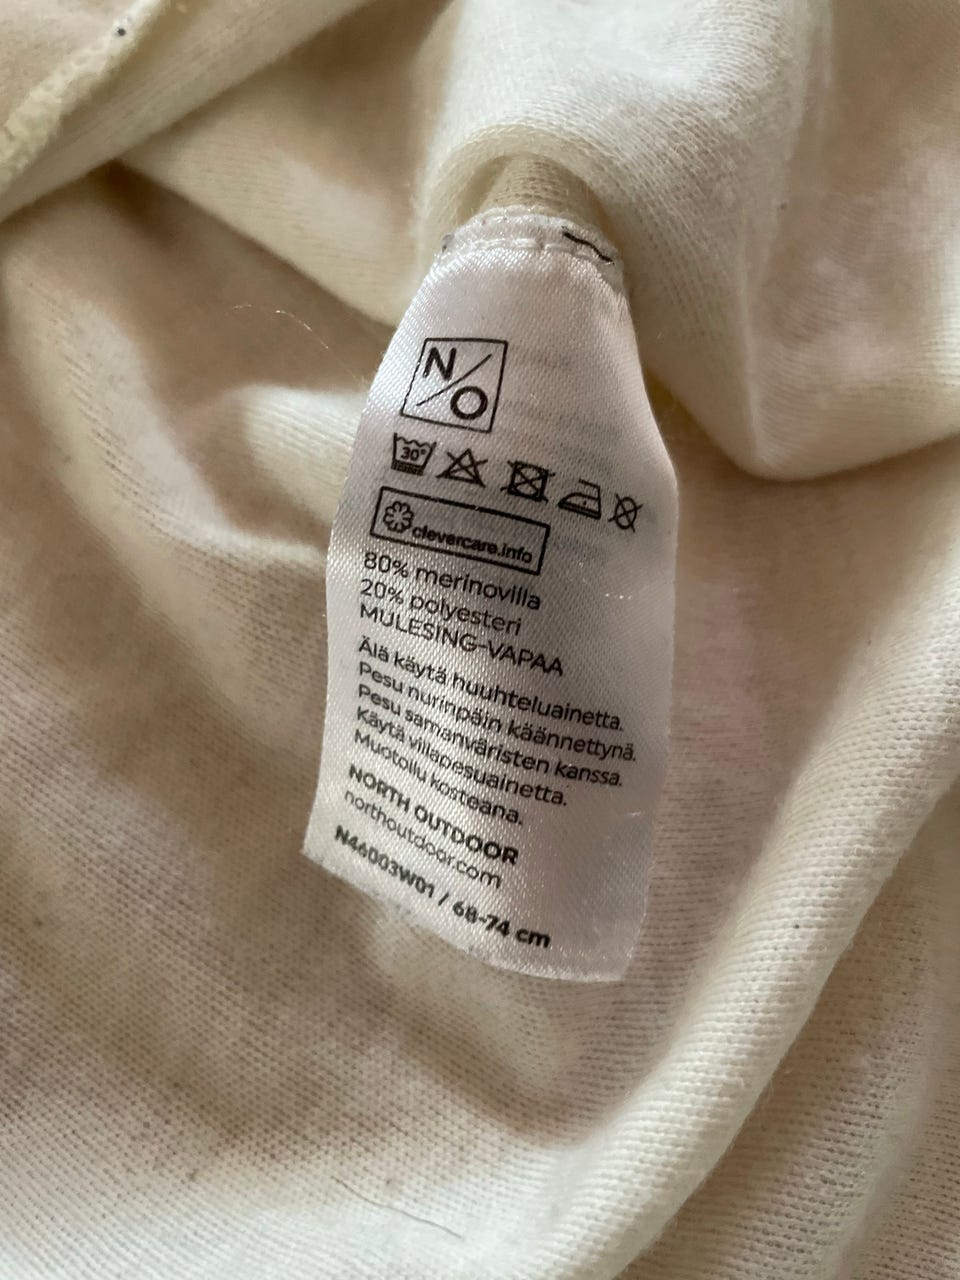 N/O
30°
clevercare.info
80% merinovilla
20% polyesteri
MULESING-VAPAA
Älä käytä huuhteluainetta.
Pesu nurinpäin käännettynä.
Pesu samanväristen kanssa.
Käytä villapesuainetta.
Muotoilu kosteana.
NORTH OUTDOOR
northoutdoor.com
N46003W01 / 68-74 cm